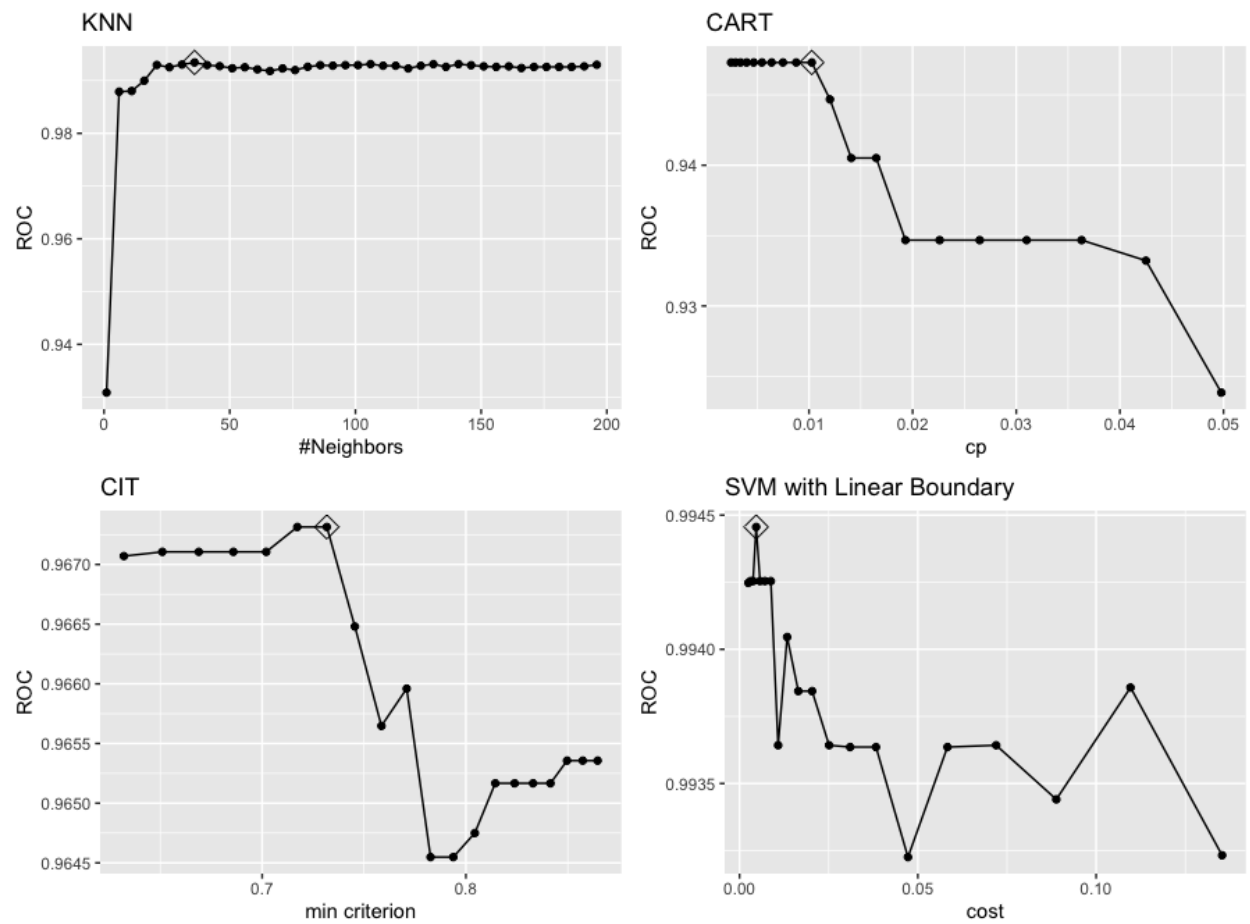 KNN
ROC
0.98
0.96
0.94
0
50
100
150
200
#Neighbors
CART
ROC
0.94
0.93
0.01
0.02
0.03
0.04
0.05
cp
CIT
ROC
0.9670
0.9665
0.9660
0.9655
0.9650
0.9645
0.7
0.8
min criterion
SVM with Linear Boundary
ROC
0.9945
0.9940
0.9935
0.00
0.05
0.10
cost